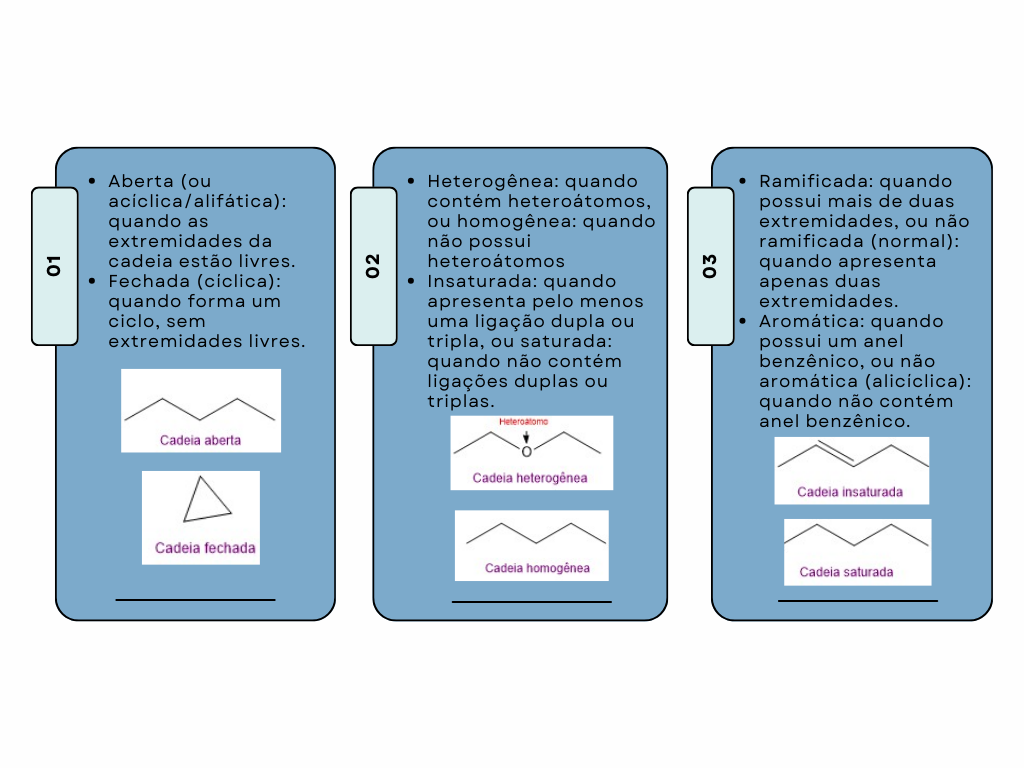 01
• Aberta (ou
acíclica/alifática):
quando as
extremidades da
cadeia estão livres.
• Fechada (cíclica):
quando forma um
ciclo, sem
extremidades livres.
Cadeia aberta
Cadeia fechada
02
• Heterogênea: quando
contém heteroátomos,
ou homogênea: quando
não possui
heteroátomos
• Insaturada: quando
apresenta pelo menos
uma ligação dupla ou
tripla, ou saturada:
quando não contém
ligações duplas ou
triplas.
Heteroátomo
O
Cadeia heterogênea
Cadeia homogênea
03
• Ramificada: quando
possui mais de duas
extremidades, ou não
ramificada (normal):
quando apresenta
apenas duas
extremidades.
• Aromática: quando
possui um anel
benzênico, ou não
aromática (alicíclica):
quando não contém
anel benzênico.
Cadeia insaturada
Cadeia saturada